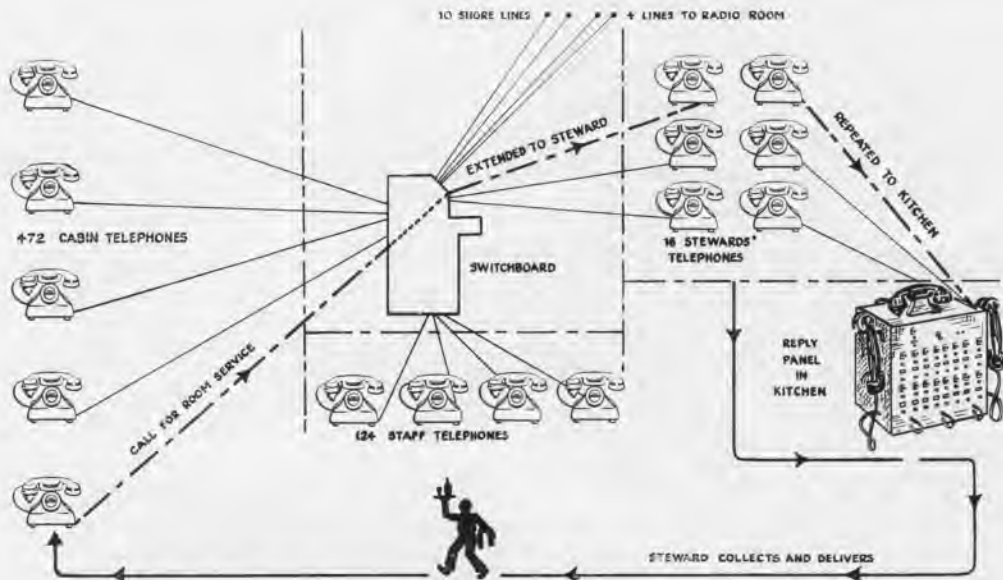 10 SHORE LINES
4 LINES TO RADIO ROOM
EXTENDED TO STEWARD
REPEATED TO KITCHEN
472 CABIN TELEPHONES
SWITCHBOARD
16 STEWARDS'
TELEPHONES
CALL FOR ROOM SERVICE
REPLY
PANEL
IN
KITCHEN
124 STAFF TELEPHONES
STEWARD COLLECTS AND DELIVERS